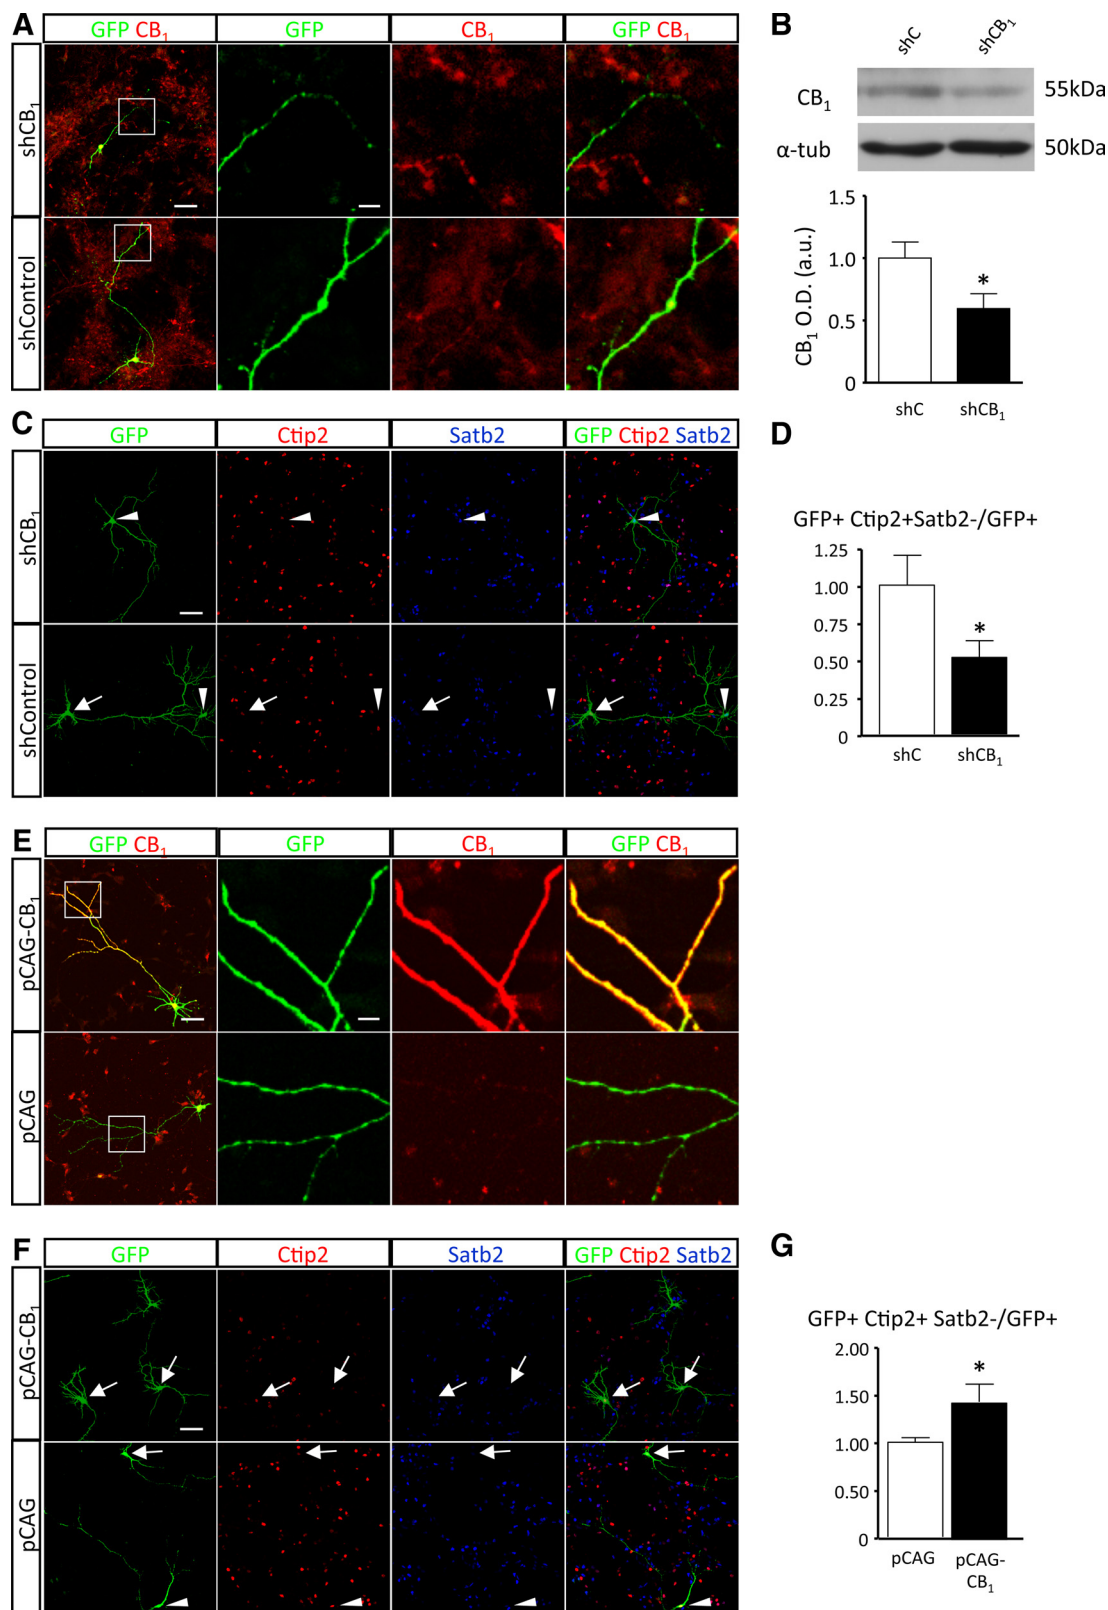 A
GFP CB₁
GFP
CB₁
GFP CB₁
shCB₁
shControl
B
shC
shCB₁
CB₁
55kDa
α-tub
50kDa
CB₁ O.D. (a.u.)
1.5
1.0
0.5
0
*
shC
shCB₁
C
GFP
Ctip2
Satb2
GFP Ctip2 Satb2
shCB₁
shControl
D
GFP+ Ctip2+Satb2-/GFP+
1.25
1.00
0.75
0.50
0.25
0
*
shC
shCB₁
E
GFP CB₁
GFP
CB₁
GFP CB₁
pCAG-CB₁
pCAG
F
GFP
Ctip2
Satb2
GFP Ctip2 Satb2
pCAG-CB₁
pCAG
G
GFP+ Ctip2+ Satb2-/GFP+
2.00
1.50
1.00
0.50
0
*
pCAG
pCAG-
CB₁